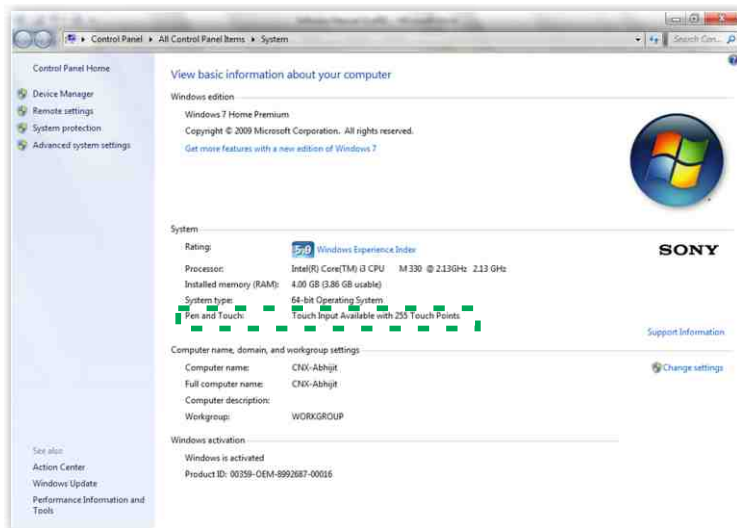 Control Panel ▸ All Control Panel Items ▸ System
Search Con...
Control Panel Home
Device Manager
Remote settings
System protection
Advanced system settings
View basic information about your computer
Windows edition
Windows 7 Home Premium
Copyright © 2009 Microsoft Corporation. All rights reserved.
Get more features with a new edition of Windows 7
System
Rating: 5.9 Windows Experience Index
SONY
Processor: Intel(R) Core(TM) i3 CPU M 330 @ 2.13GHz 2.13 GHz
Installed memory (RAM): 4.00 GB (3.86 GB usable)
System type: 64-bit Operating System
Pen and Touch: Touch Input Available with 255 Touch Points
Support Information
Computer name, domain, and workgroup settings
Computer name: CNX-Abhijit
Change settings
Full computer name: CNX-Abhijit
Computer description:
Workgroup: WORKGROUP
Windows activation
Windows is activated
Product ID: 00359-OEM-8992687-00016
See also
Action Center
Windows Update
Performance Information and
Tools